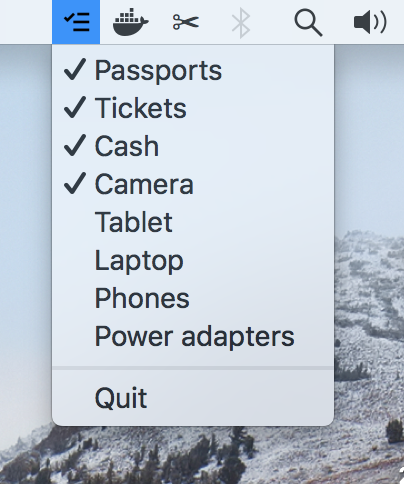 Passports
Tickets
Cash
Camera
Tablet
Laptop
Phones
Power adapters
Quit